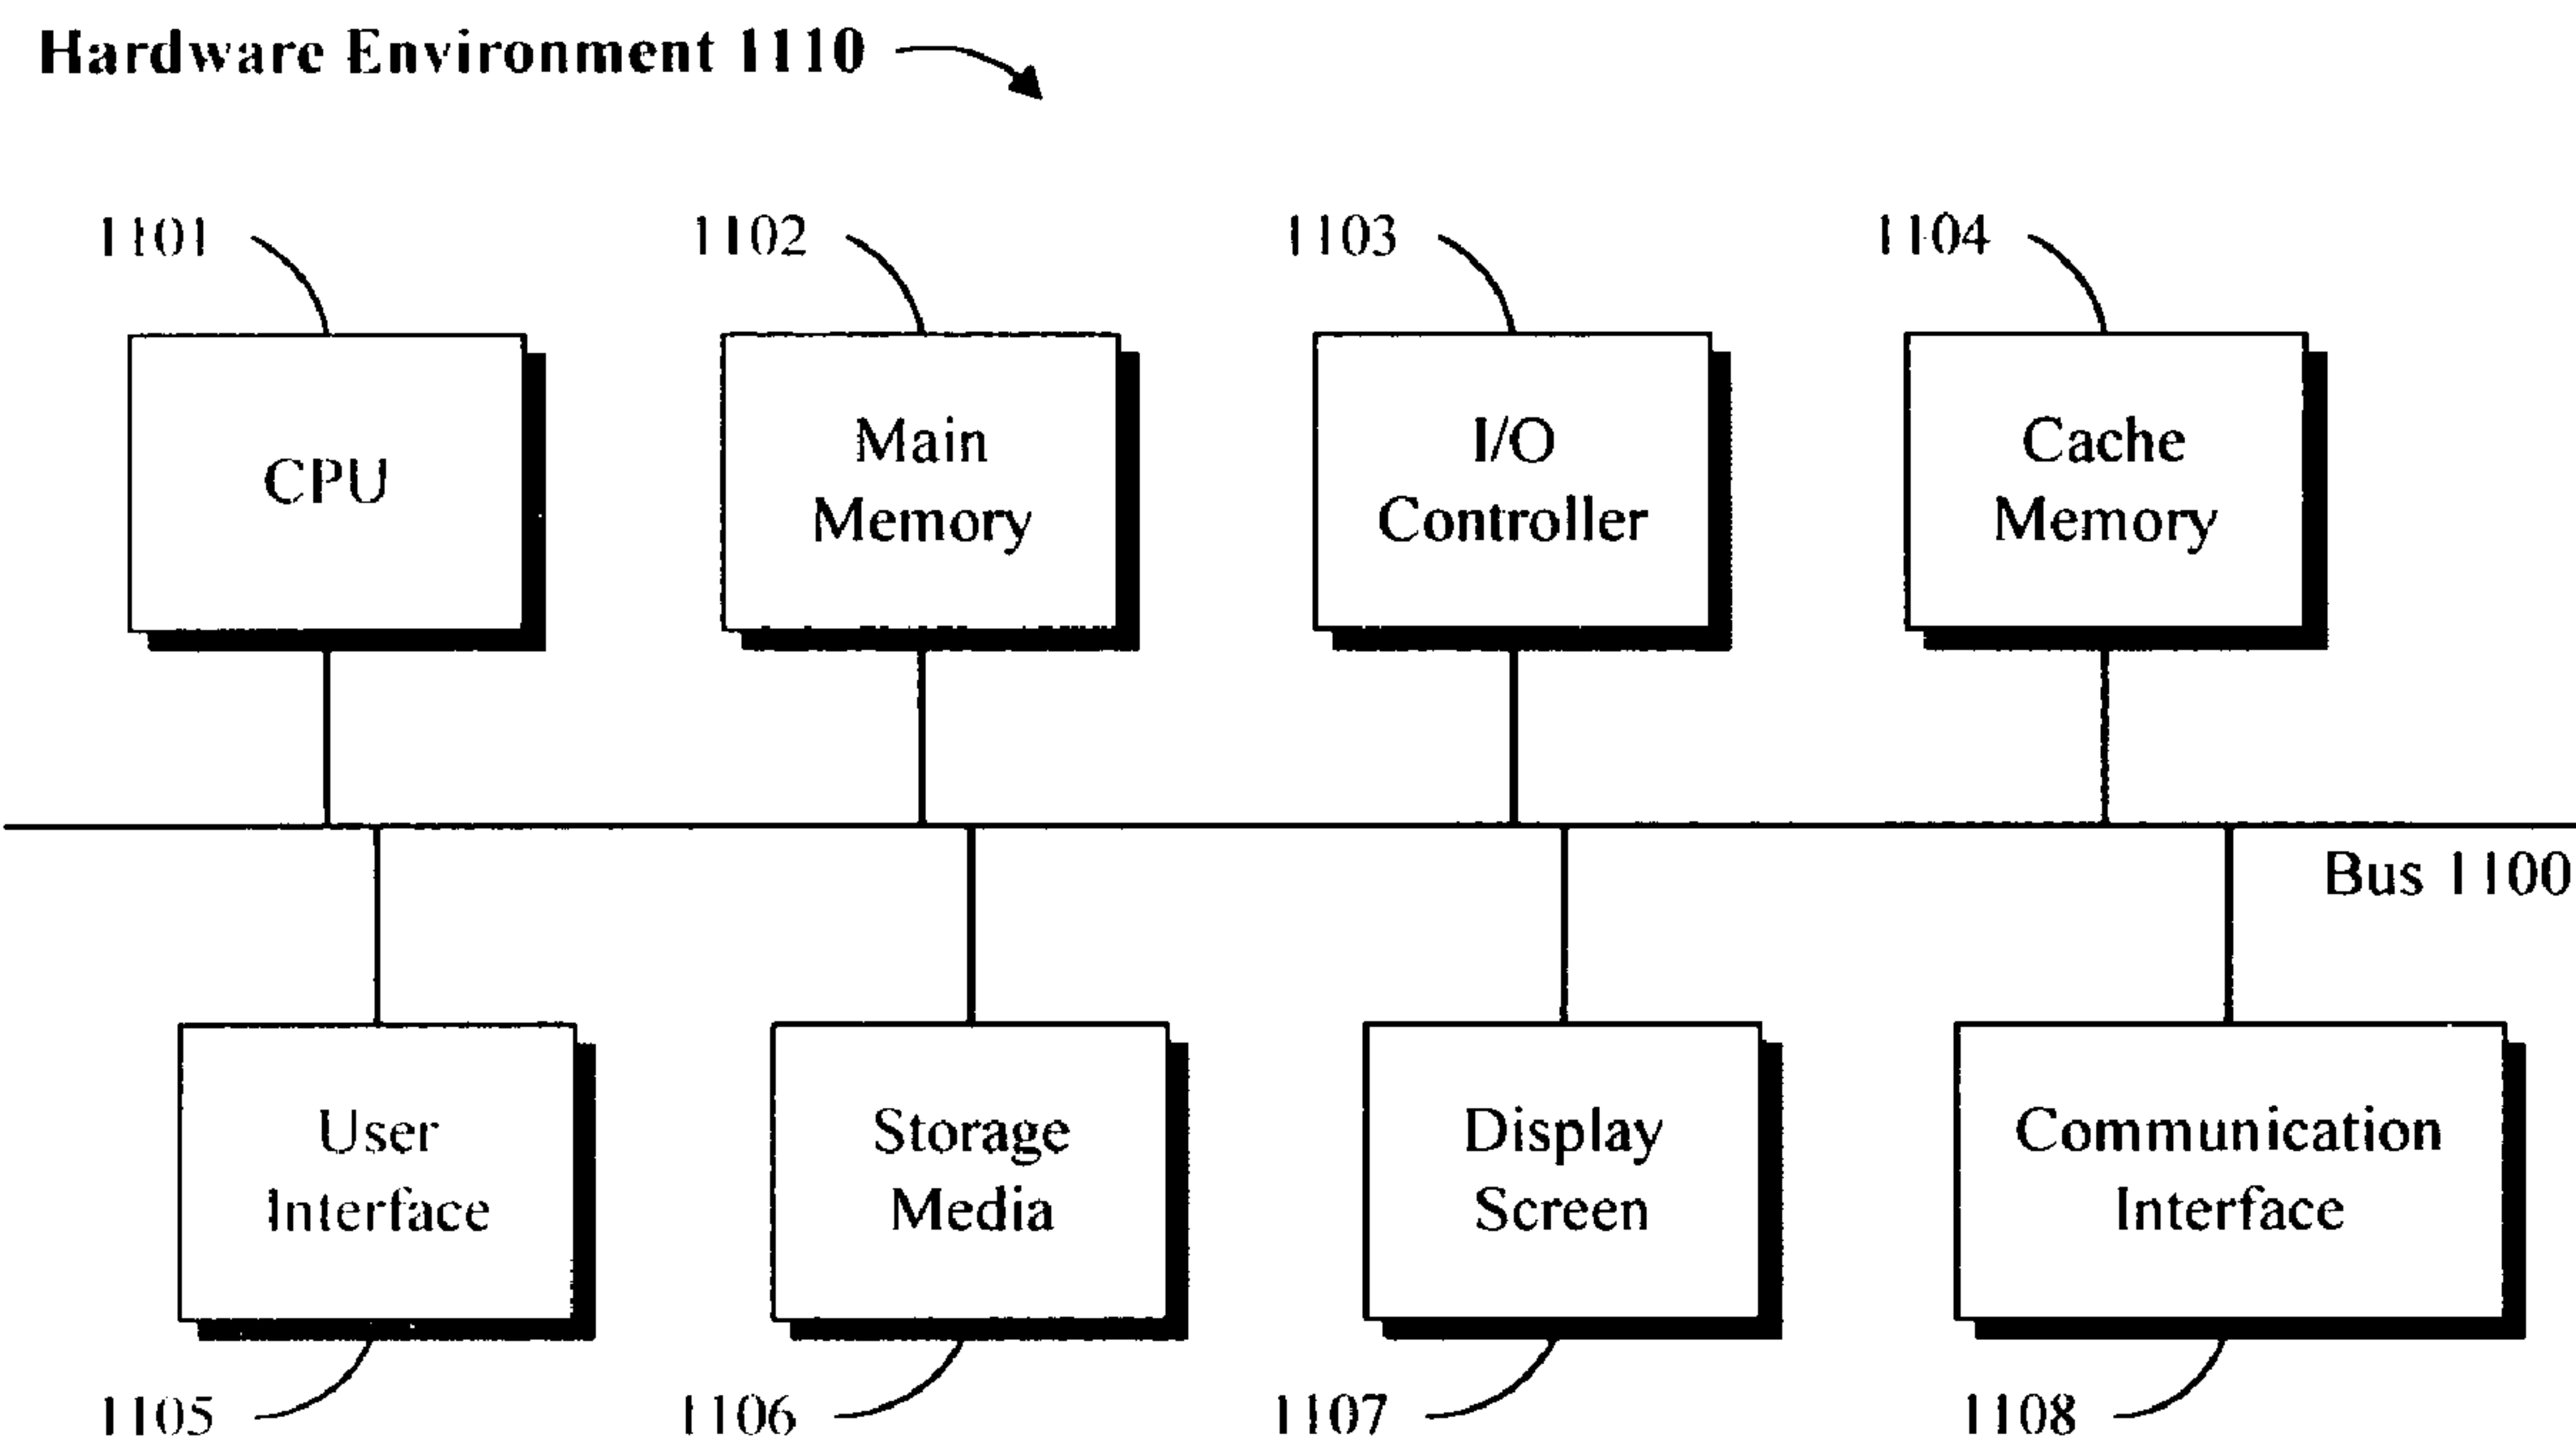 Hardware Environment 1110
1101
1102
1103
1104
CPU
Main
Memory
I/O
Controller
Cache
Memory
Bus 1100
User
Interface
Storage
Media
Display
Screen
Communication
Interface
1105
1106
1107
1108